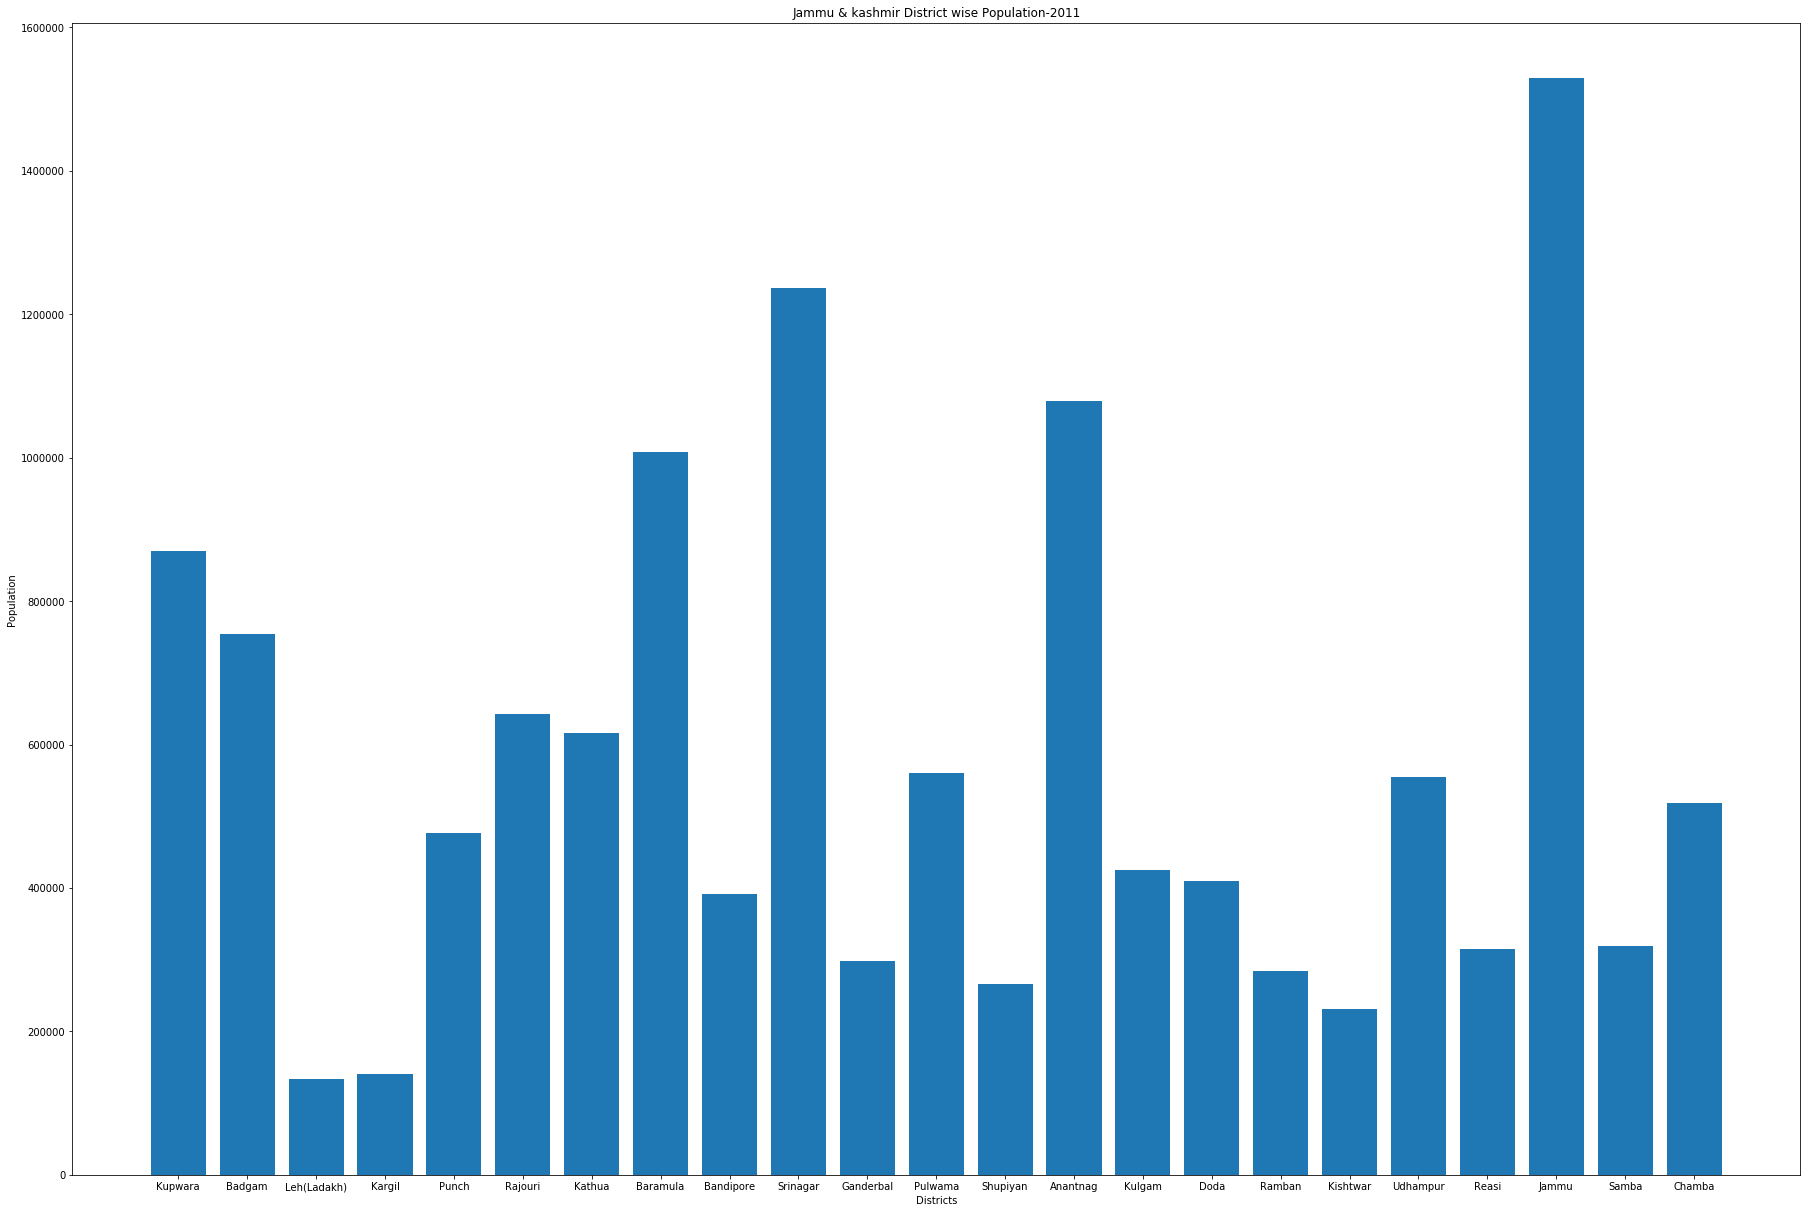 Jammu & kashmir District wise Population-2011
1600000
1400000
1200000
1000000
800000
600000
400000
200000
0
Population
Kupwara Badgam Leh(Ladakh) Kargil Punch Rajouri Kathua Baramula Bandipore Srinagar Ganderbal Pulwama Shupiyan Anantnag Kulgam Doda Ramban Kishtwar Udhampur Reasi Jammu Samba Chamba
Districts